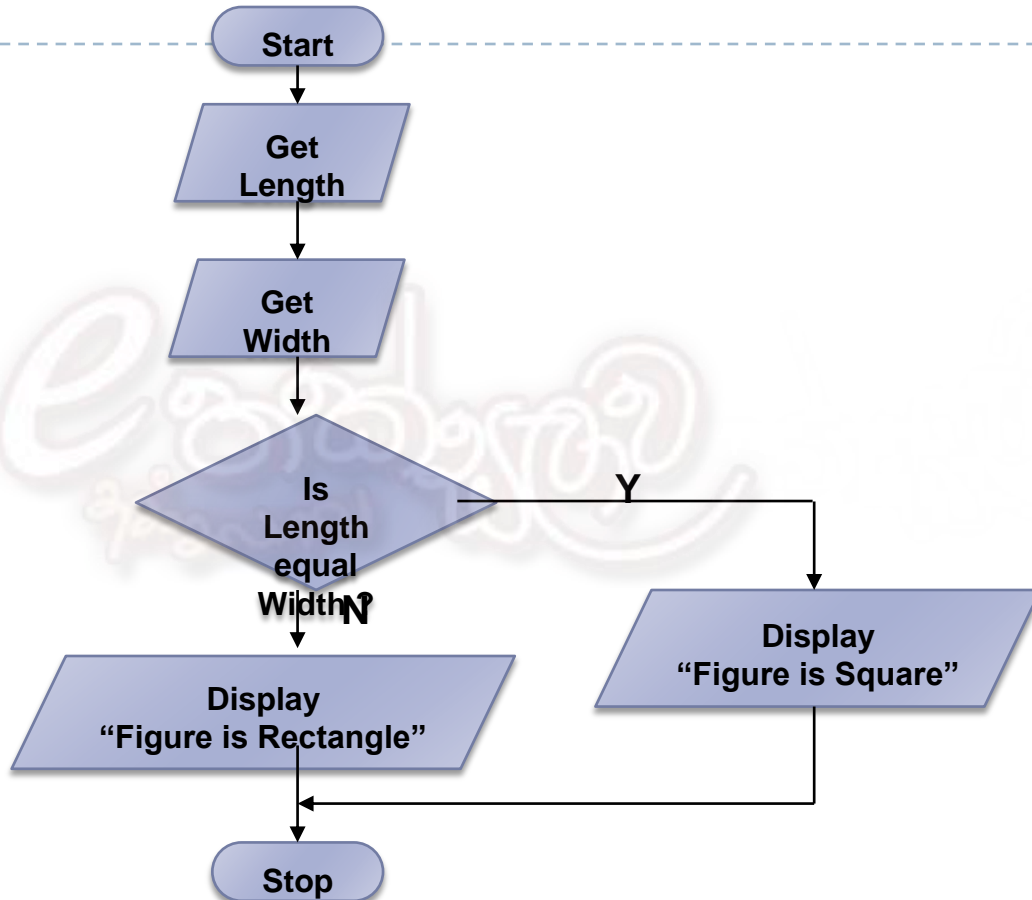 Start
Get
Length
Get
Width
Is
Length
equal
Width ?
Y
N
Display
“Figure is Square”
Display
“Figure is Rectangle”
Stop